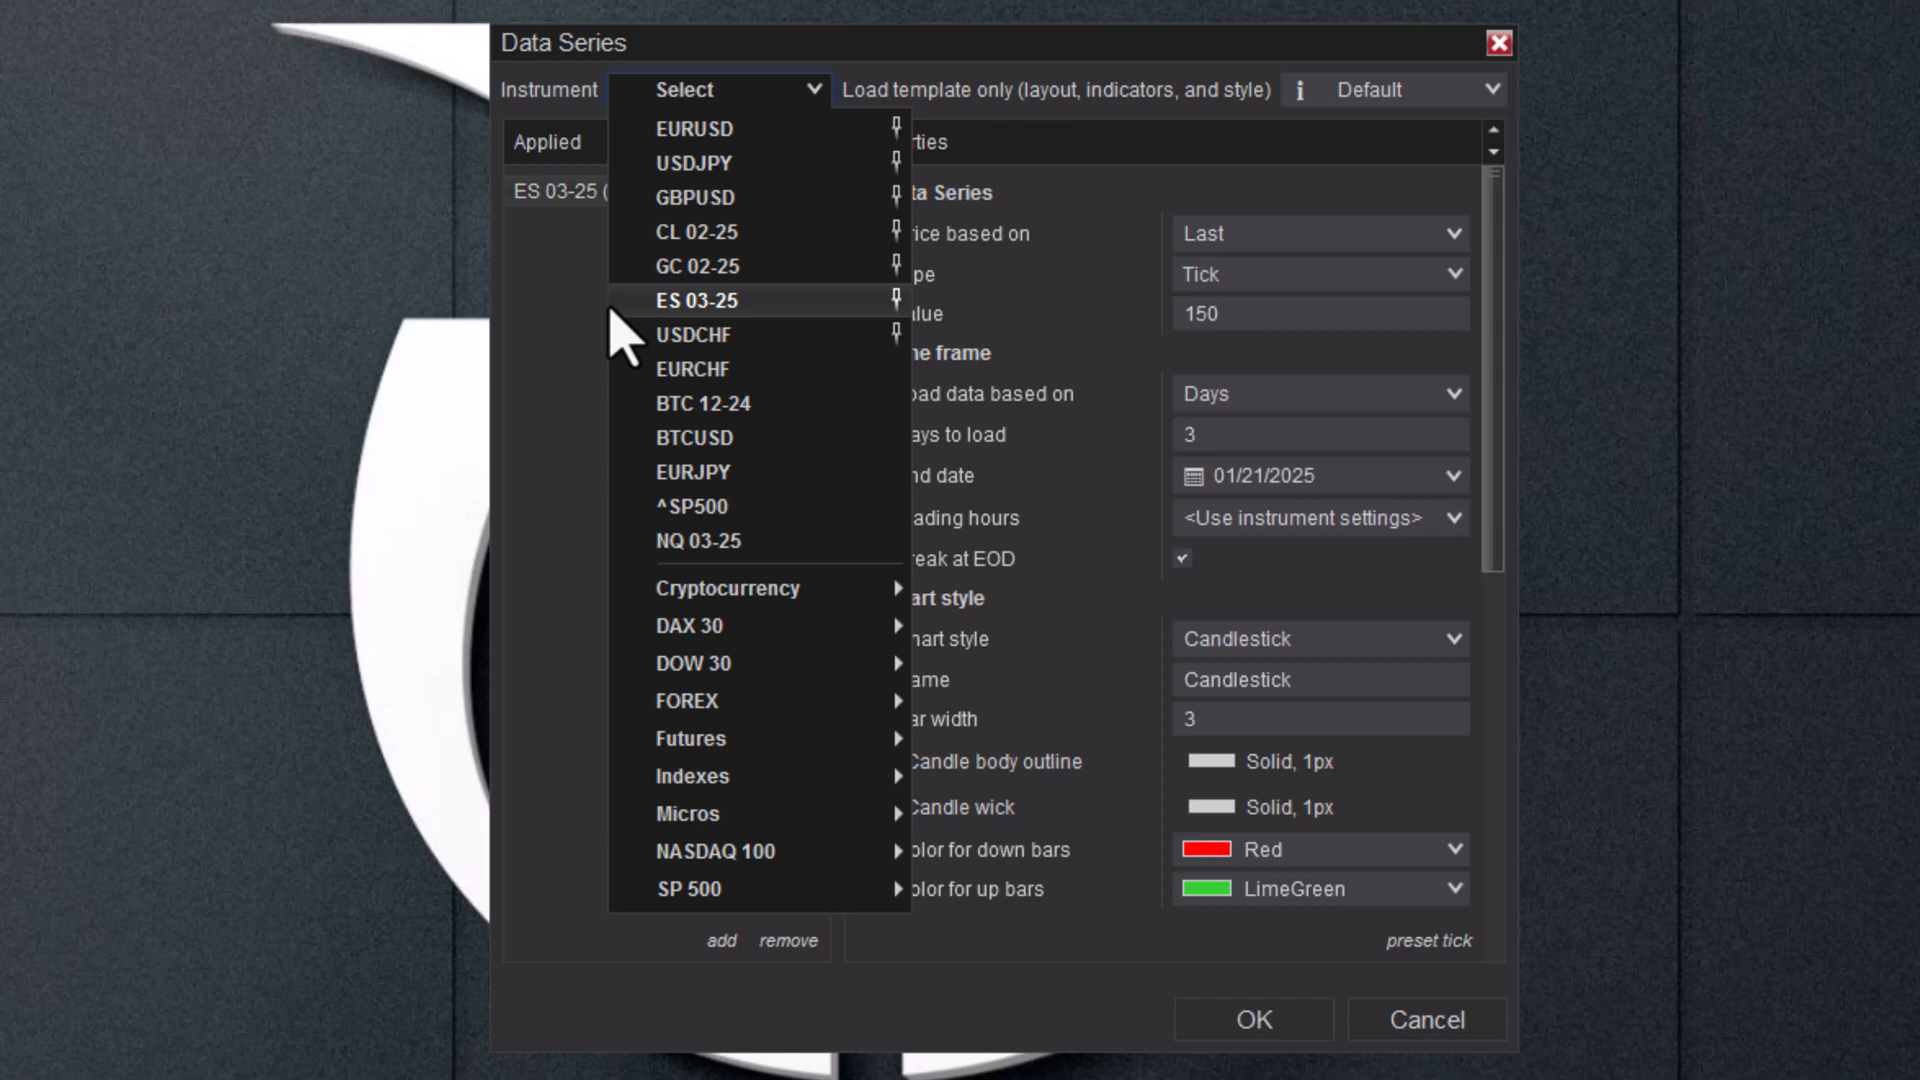 Data Series
Instrument Select Load template only (layout, indicators, and style) i Default
Applied rties
ES 03-25 (
EURUSD
USDJPY
GBPUSD
CL 02-25
GC 02-25
ES 03-25
USDCHF
EURCHF
BTC 12-24
BTCUSD
EURJPY
^SP500
NQ 03-25
Cryptocurrency
DAX 30
DOW 30
FOREX
Futures
Indexes
Micros
NASDAQ 100
SP 500
ta Series
ice based on Last
pe Tick
lue 150
ne frame
oad data based on Days
ays to load 3
nd date 01/21/2025
ading hours <Use instrument settings>
reak at EOD
art style
hart style Candlestick
ame Candlestick
ar width 3
Candle body outline Solid, 1px
Candle wick Solid, 1px
olor for down bars Red
olor for up bars LimeGreen
add remove
preset tick
OK Cancel